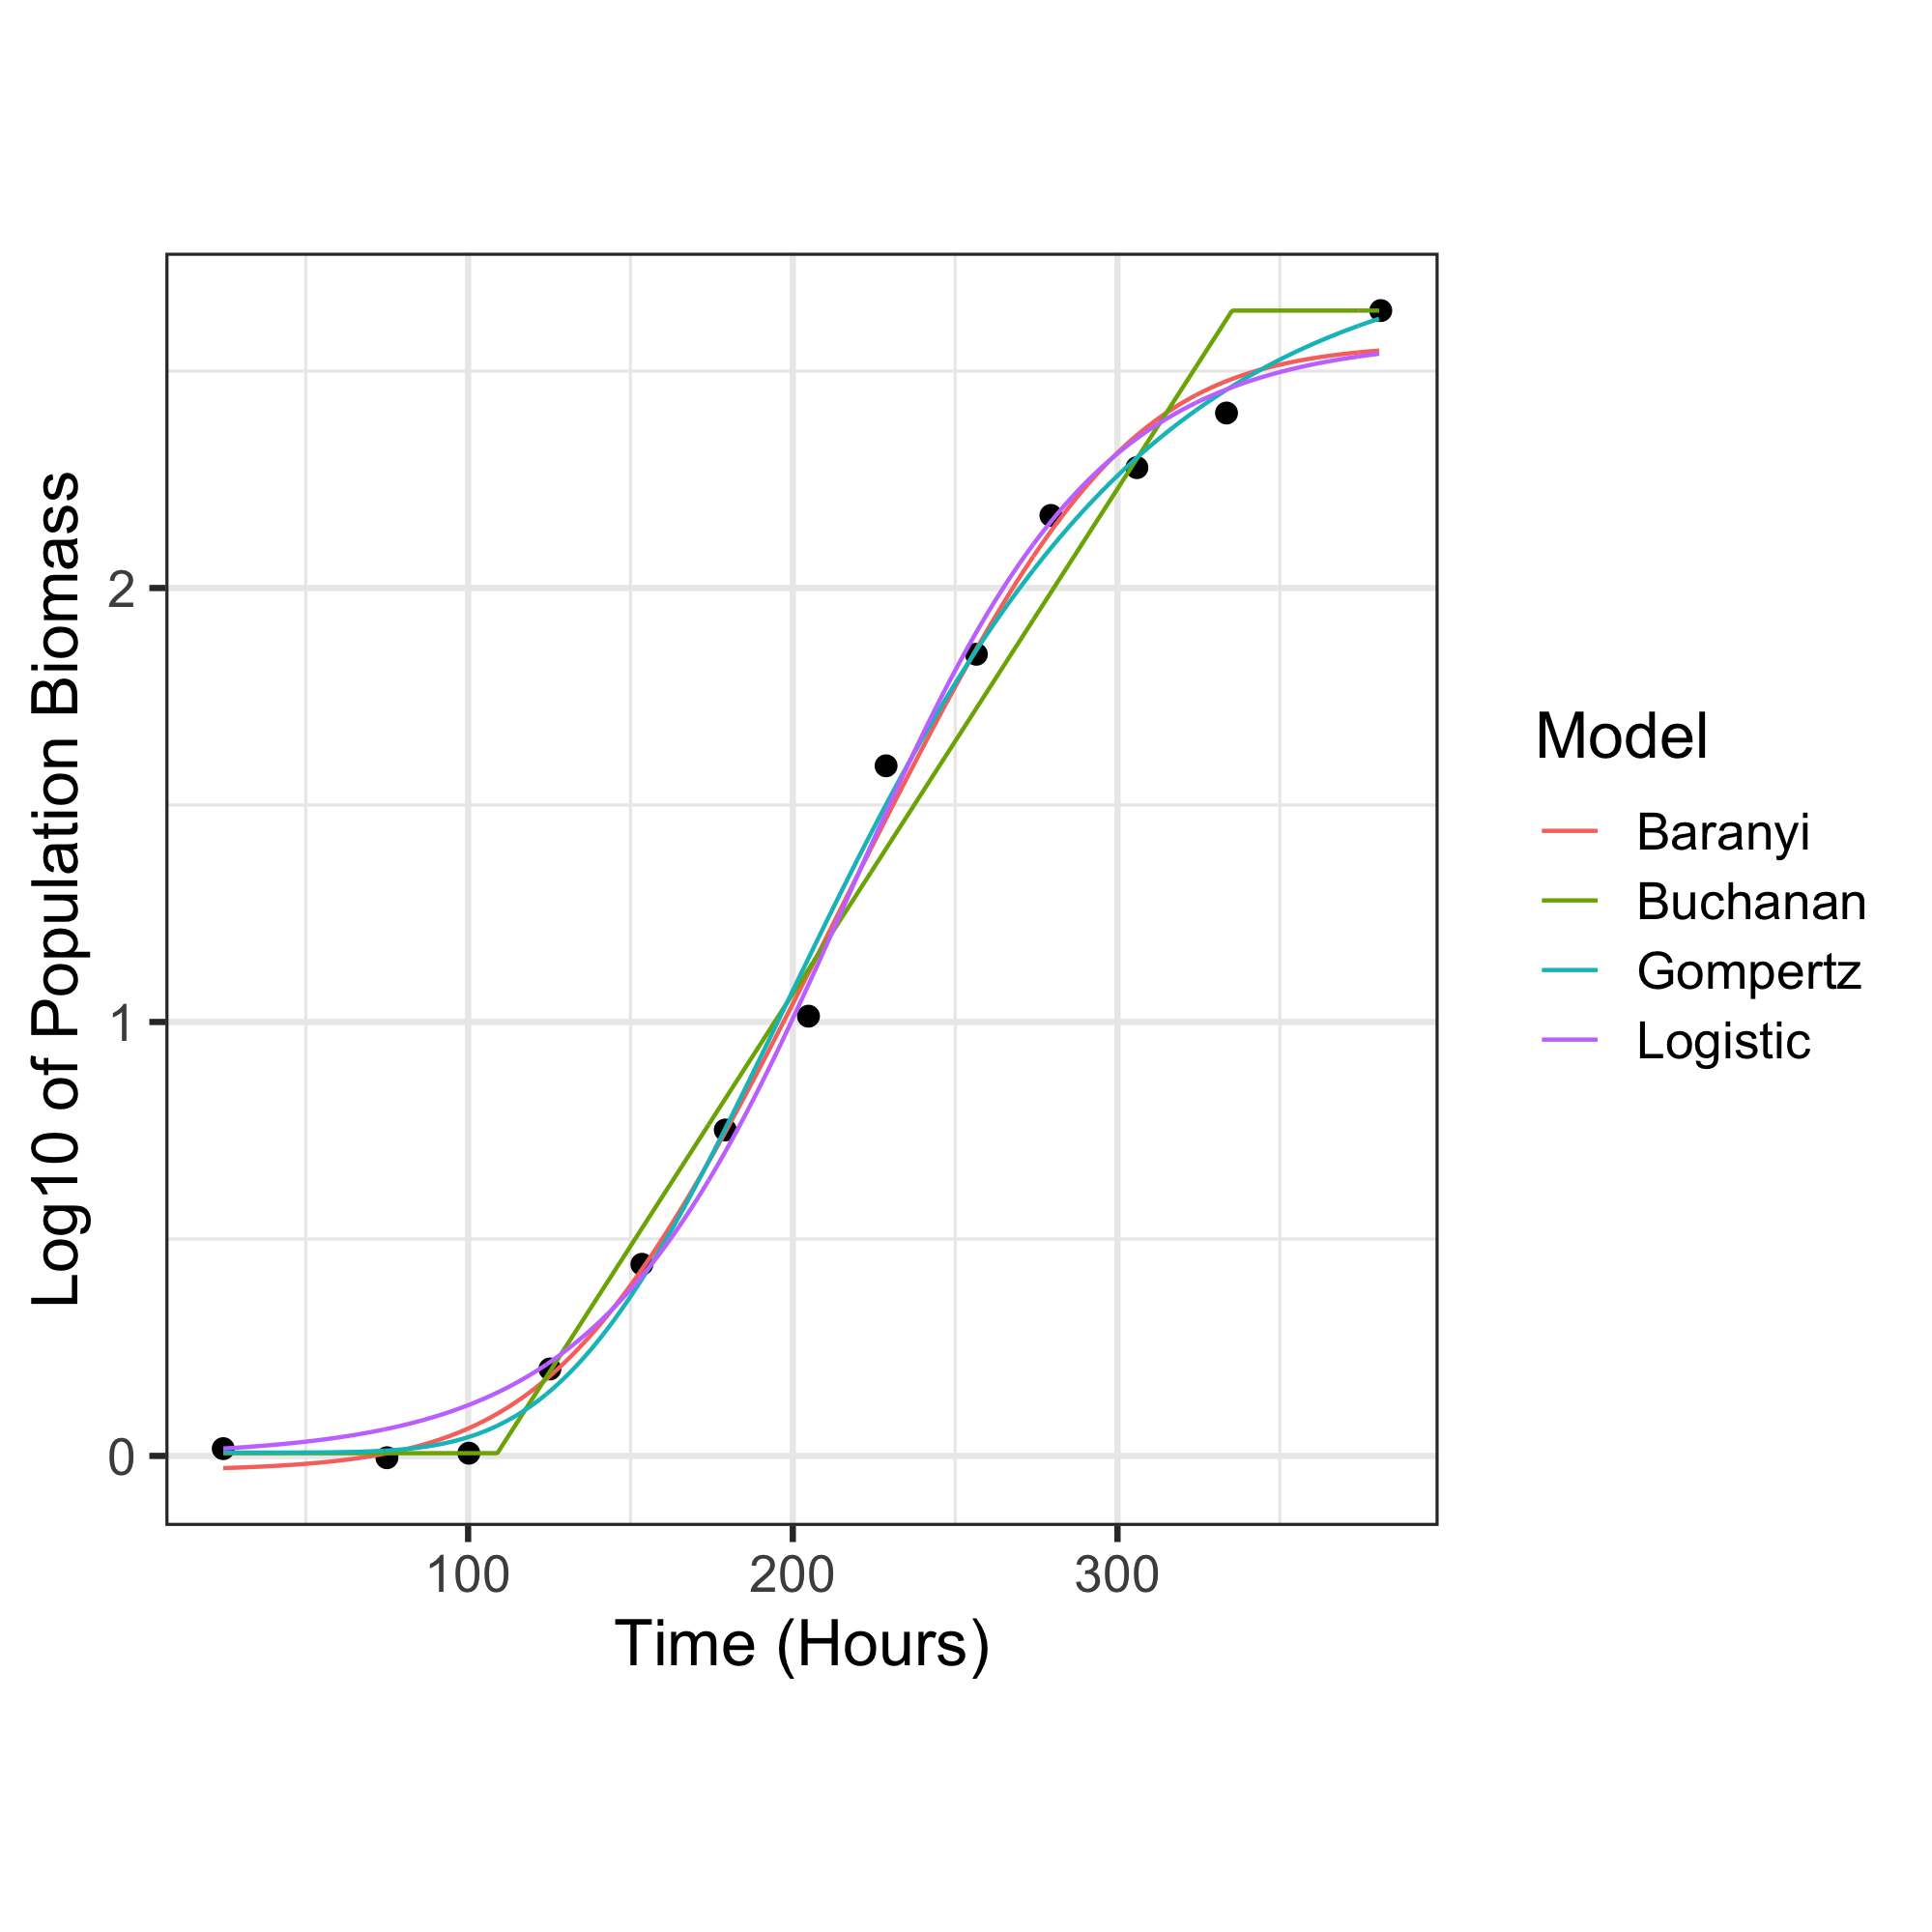 Log10 of Population Biomass
2
1
0
100 200 300
Time (Hours)
Model
Baranyi
Buchanan
Gompertz
Logistic